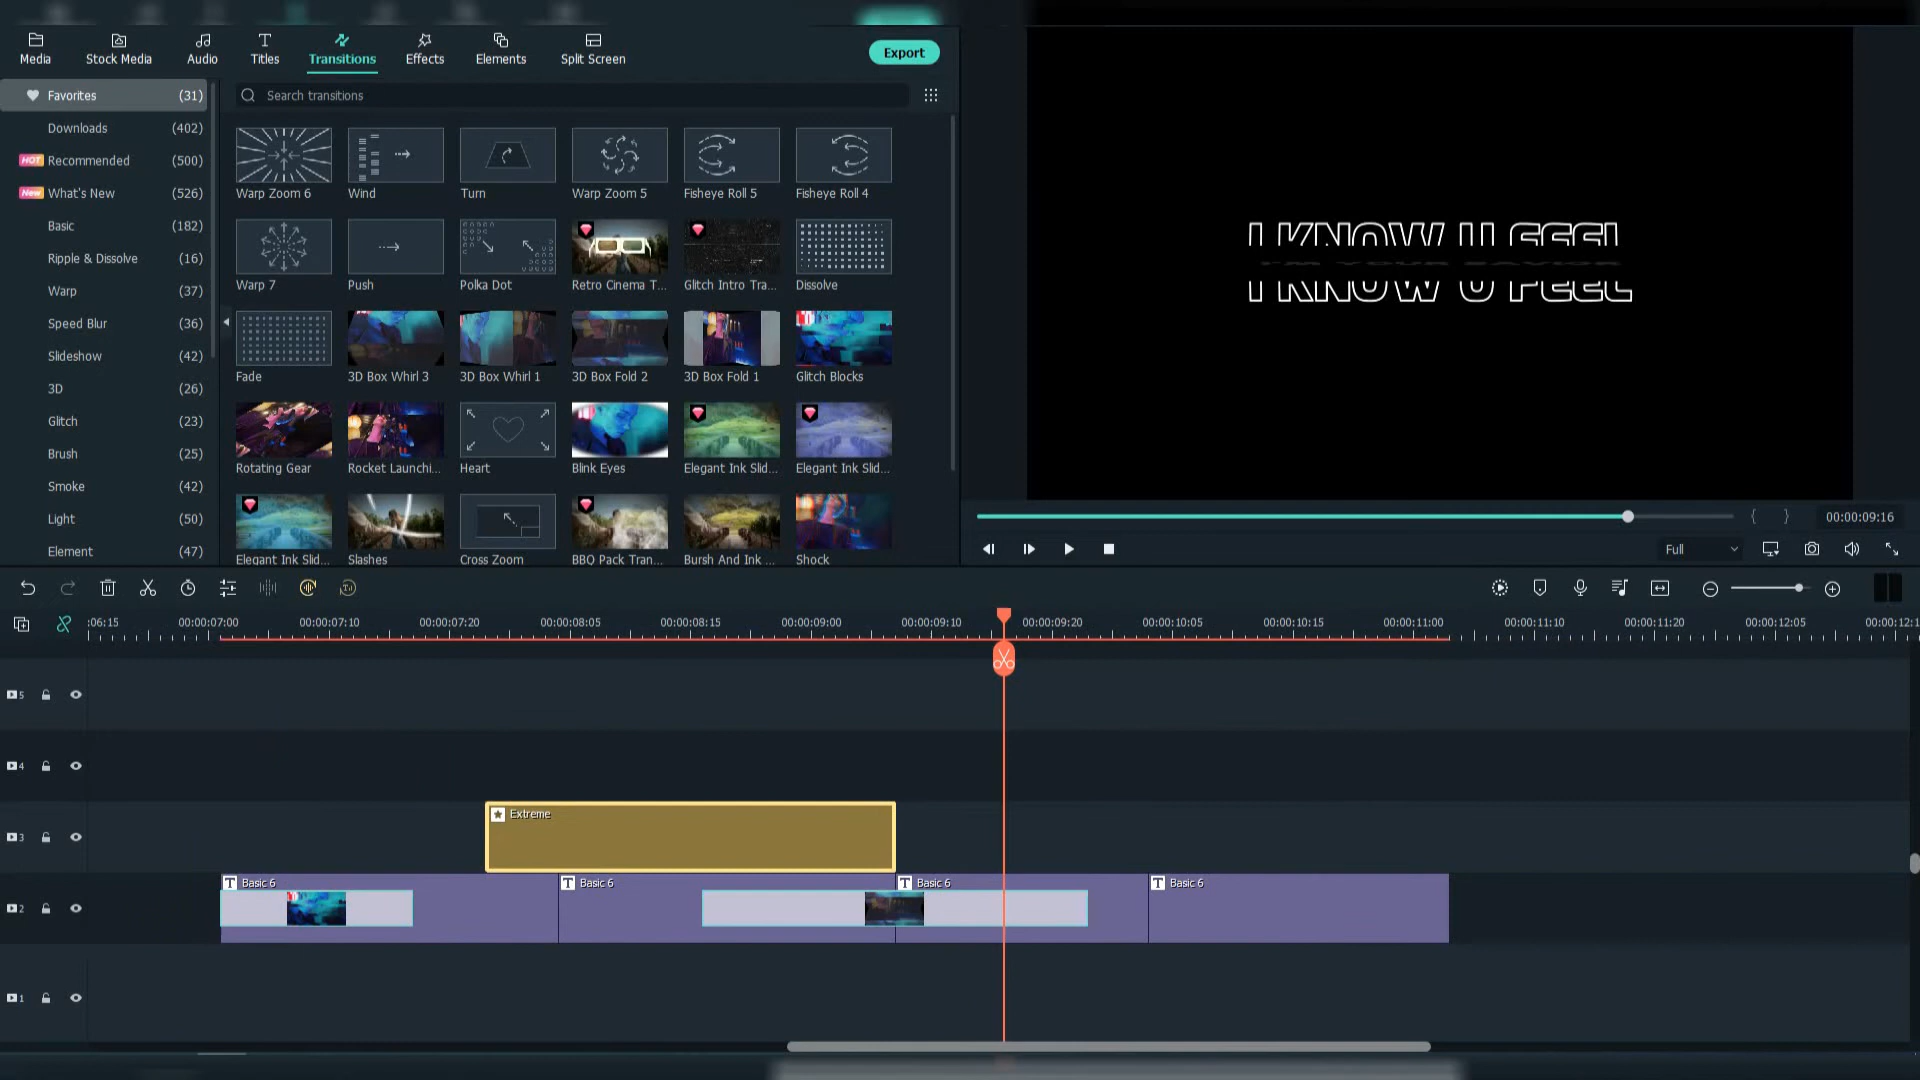 Media
Stock Media
Audio
Titles
Transitions
Effects
Elements
Split Screen
Export
Favorites (31)
Downloads (402)
HOT Recommended (500)
New What's New (526)
Basic (182)
Ripple & Dissolve (16)
Warp (37)
Speed Blur (36)
Slideshow (42)
3D (26)
Glitch (23)
Brush (25)
Smoke (42)
Light (50)
Element (47)
Search transitions
Warp Zoom 6
Wind
Turn
Warp Zoom 5
Fisheye Roll 5
Fisheye Roll 4
Warp 7
Push
Polka Dot
Retro Cinema T...
Glitch Intro Tra...
Dissolve
Fade
3D Box Whirl 3
3D Box Whirl 1
3D Box Fold 2
3D Box Fold 1
Glitch Blocks
Rotating Gear
Rocket Launchi...
Heart
Blink Eyes
Elegant Ink Slid...
Elegant Ink Slid...
Elegant Ink Slid...
Slashes
Cross Zoom
BBQ Pack Tran...
Bursh And Ink ...
Shock
I KNOW U FEEL
I KNOW U FEEL
{ } 00:00:09:16
Full
:06:15 00:00:07:00 00:00:07:10 00:00:07:20 00:00:08:05 00:00:08:15 00:00:09:00 00:00:09:10 00:00:09:20 00:00:10:05 00:00:10:15 00:00:11:00 00:00:11:10 00:00:11:20 00:00:12:05 00:00:12:1
5
4
3
Extreme
2
T Basic 6
T Basic 6
T Basic 6
T Basic 6
1